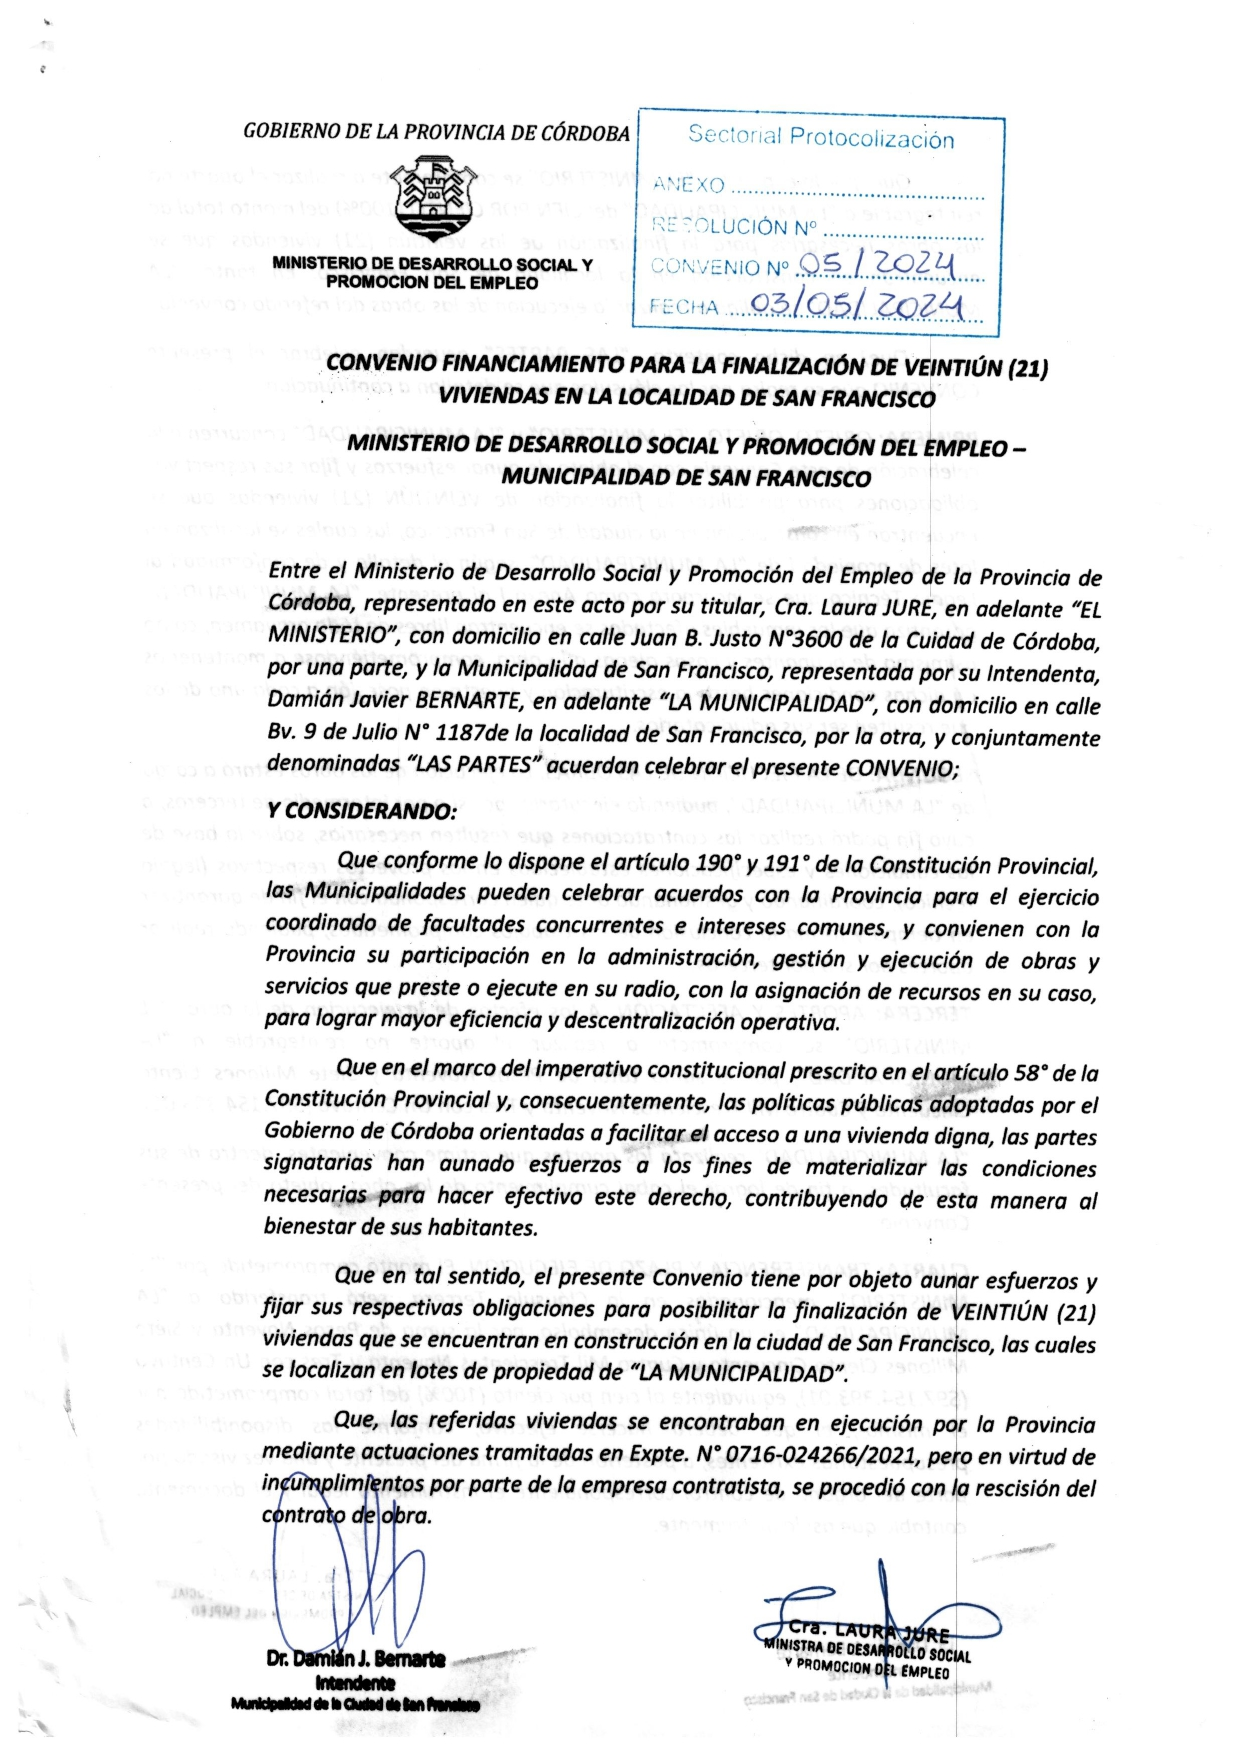 GOBIERNO DE LA PROVINCIA DE CÓRDOBA
MINISTERIO DE DESARROLLO SOCIAL Y
PROMOCION DEL EMPLEO
Sectorial Protocolización
ANEXO
RESOLUCIÓN Nº
CONVENIO Nº 05/2024
FECHA 03/05/2024
CONVENIO FINANCIAMIENTO PARA LA FINALIZACIÓN DE VEINTIÚN (21)
VIVIENDAS EN LA LOCALIDAD DE SAN FRANCISCO
MINISTERIO DE DESARROLLO SOCIAL Y PROMOCIÓN DEL EMPLEO –
MUNICIPALIDAD DE SAN FRANCISCO
Entre el Ministerio de Desarrollo Social y Promoción del Empleo de la Provincia de
Córdoba, representado en este acto por su titular, Cra. Laura JURE, en adelante “EL
MINISTERIO”, con domicilio en calle Juan B. Justo N°3600 de la Cuidad de Córdoba,
por una parte, y la Municipalidad de San Francisco, representada por su Intendenta,
Damián Javier BERNARTE, en adelante “LA MUNICIPALIDAD”, con domicilio en calle
Bv. 9 de Julio N° 1187de la localidad de San Francisco, por la otra, y conjuntamente
denominadas “LAS PARTES” acuerdan celebrar el presente CONVENIO;
Y CONSIDERANDO:
Que conforme lo dispone el artículo 190° y 191° de la Constitución Provincial,
las Municipalidades pueden celebrar acuerdos con la Provincia para el ejercicio
coordinado de facultades concurrentes e intereses comunes, y convienen con la
Provincia su participación en la administración, gestión y ejecución de obras y
servicios que preste o ejecute en su radio, con la asignación de recursos en su caso,
para lograr mayor eficiencia y descentralización operativa.
Que en el marco del imperativo constitucional prescrito en el artículo 58° de la
Constitución Provincial y, consecuentemente, las políticas públicas adoptadas por el
Gobierno de Córdoba orientadas a facilitar el acceso a una vivienda digna, las partes
signatarias han aunado esfuerzos a los fines de materializar las condiciones
necesarias para hacer efectivo este derecho, contribuyendo de esta manera al
bienestar de sus habitantes.
Que en tal sentido, el presente Convenio tiene por objeto aunar esfuerzos y
fijar sus respectivas obligaciones para posibilitar la finalización de VEINTIÚN (21)
viviendas que se encuentran en construcción en la ciudad de San Francisco, las cuales
se localizan en lotes de propiedad de “LA MUNICIPALIDAD”.
Que, las referidas viviendas se encontraban en ejecución por la Provincia
mediante actuaciones tramitadas en Expte. N° 0716-024266/2021, pero en virtud de
incumplimientos por parte de la empresa contratista, se procedió con la rescisión del
contrato de obra.
Dr. Damián J. Bernarte
Intendente
Municipalidad de la Ciudad de San Francisco
Cra. LAURA JURE
MINISTRA DE DESARROLLO SOCIAL
Y PROMOCION DEL EMPLEO